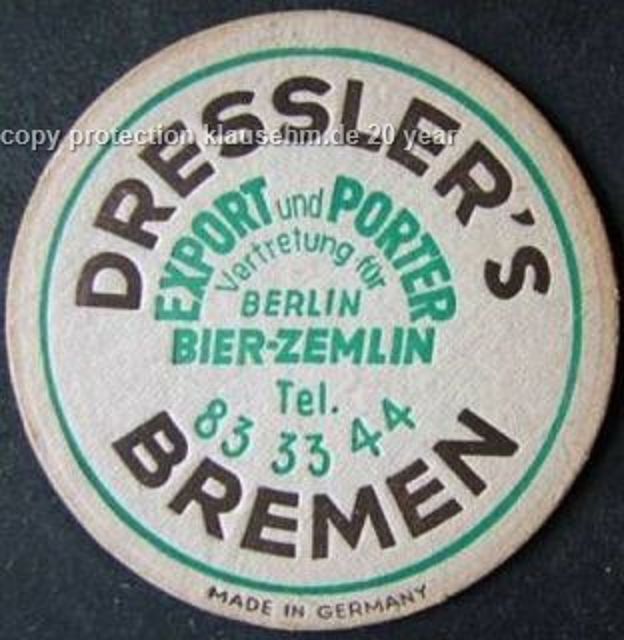 copy protection klausehm.de 20 year
DRESSLER'S
EXPORT und PORTER
Vertretung für
BERLIN
BIER-ZEMLIN
Tel.
83 33 44
BREMEN
MADE IN GERMANY